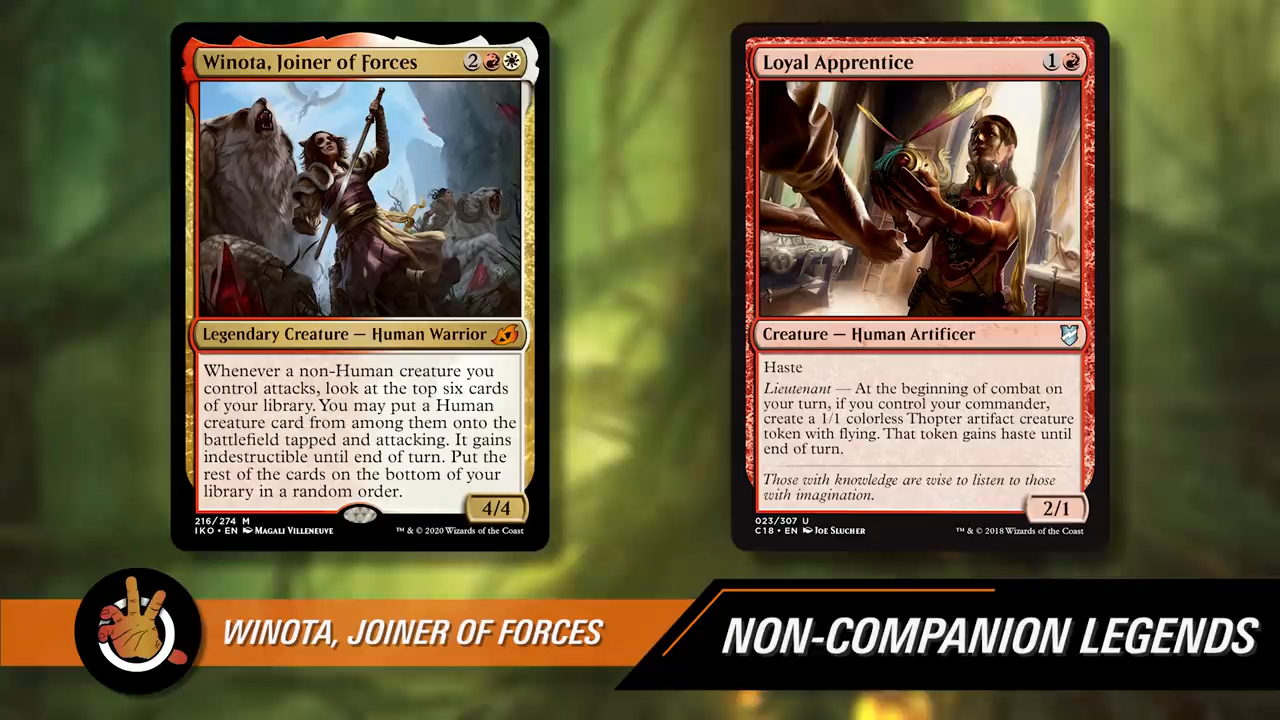 Winota, Joiner of Forces
2
Legendary Creature — Human Warrior
Whenever a non-Human creature you
control attacks, look at the top six cards
of your library. You may put a Human
creature card from among them onto the
battlefield tapped and attacking. It gains
indestructible until end of turn. Put the
rest of the cards on the bottom of your
library in a random order.
4/4
216/274 M
IKO • EN Magali Villeneuve
™ & © 2020 Wizards of the Coast
Loyal Apprentice
1
Creature — Human Artificer
Haste
Lieutenant — At the beginning of combat on
your turn, if you control your commander,
create a 1/1 colorless Thopter artifact creature
token with flying. That token gains haste until
end of turn.
Those with knowledge are wise to listen to those
with imagination.
2/1
023/307 U
C18 • EN Joe Slucher
™ & © 2018 Wizards of the Coast
WINOTA, JOINER OF FORCES
NON-COMPANION LEGENDS